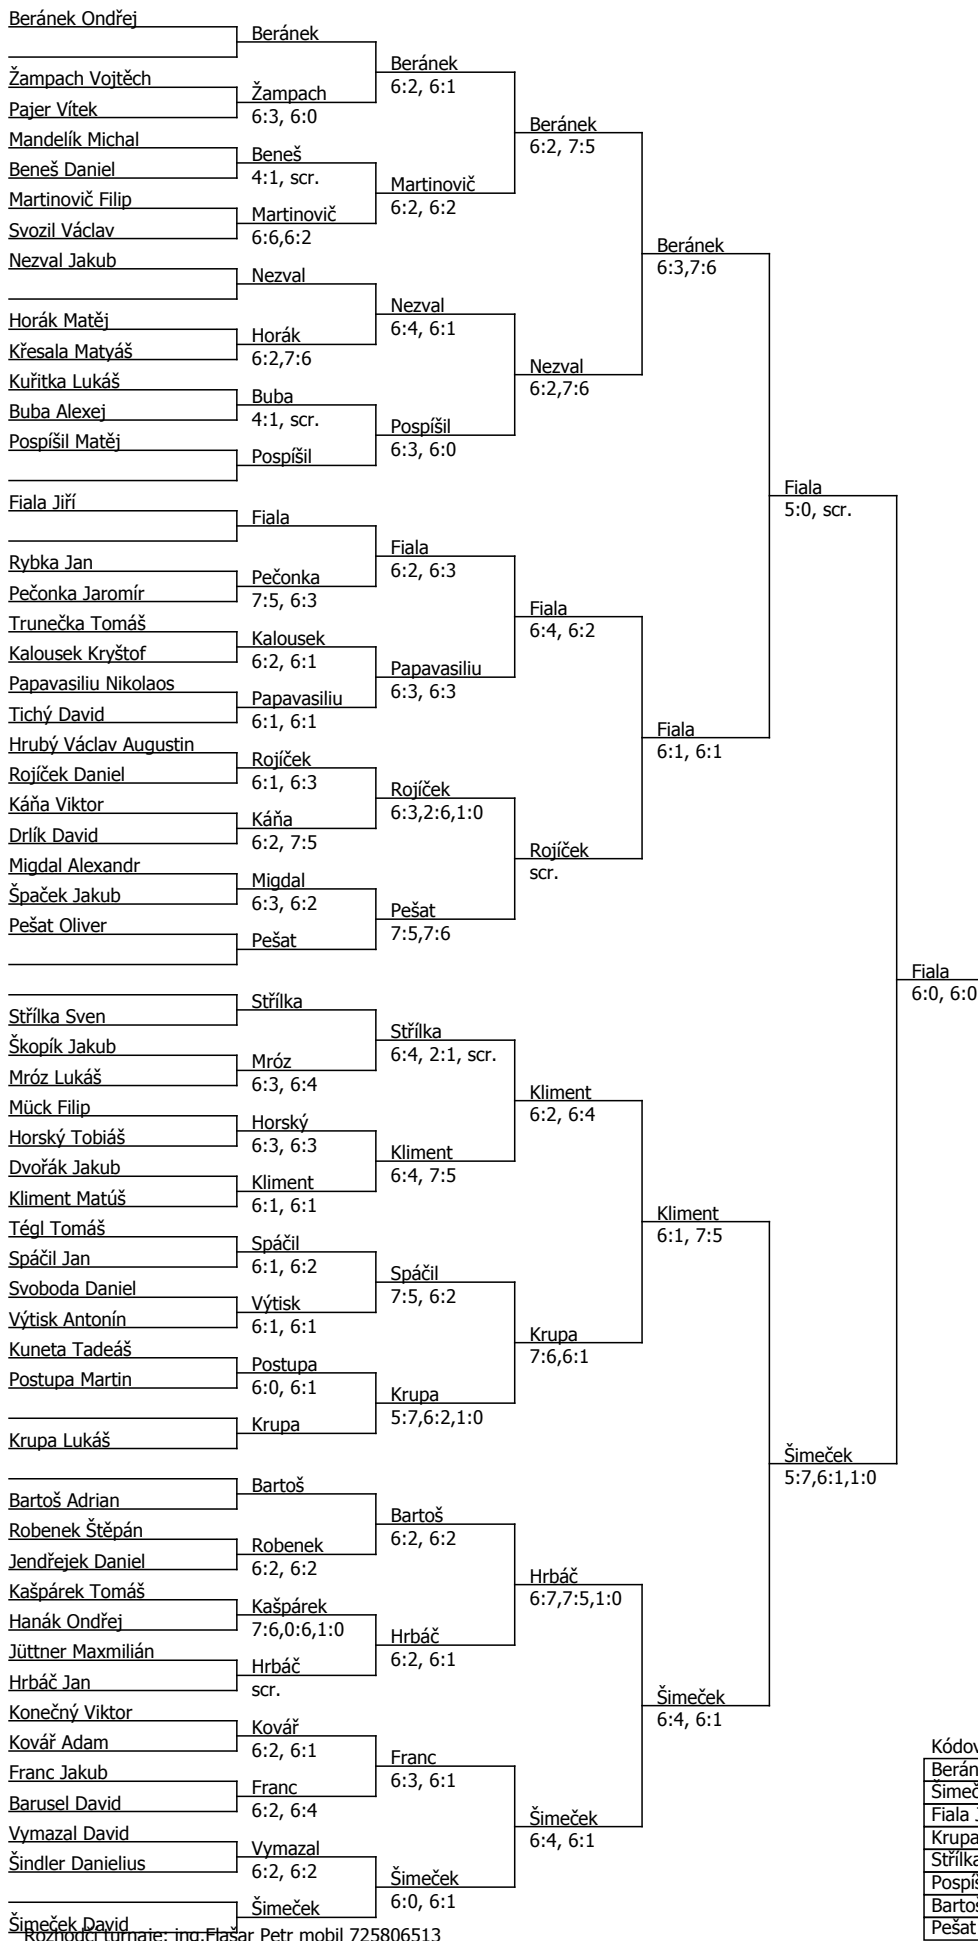 Beránek Ondřej
Beránek
Beránek
6:2, 6:1
Žampach Vojtěch
Žampach
6:3, 6:0
Pajer Vítek
Beránek
6:2, 7:5
Mandelík Michal
Beneš
4:1, scr.
Beneš Daniel
Martinovič
6:2, 6:2
Martinovič Filip
Martinovič
6:6,6:2
Svozil Václav
Beránek
6:3,7:6
Nezval Jakub
Nezval
Nezval
6:4, 6:1
Horák Matěj
Horák
6:2,7:6
Křesala Matyáš
Nezval
6:2,7:6
Kuřitka Lukáš
Buba
4:1, scr.
Buba Alexej
Pospíšil
6:3, 6:0
Pospíšil Matěj
Pospíšil
Fiala
5:0, scr.
Fiala Jiří
Fiala
Fiala
6:2, 6:3
Rybka Jan
Pečonka
7:5, 6:3
Pečonka Jaromír
Fiala
6:4, 6:2
Trunečka Tomáš
Kalousek
6:2, 6:1
Kalousek Kryštof
Papavasiliu
6:3, 6:3
Papavasiliu Nikolaos
Papavasiliu
6:1, 6:1
Tichý David
Fiala
6:1, 6:1
Hrubý Václav Augustin
Rojíček
6:1, 6:3
Rojíček Daniel
Rojíček
6:3,2:6,1:0
Káňa Viktor
Káňa
6:2, 7:5
Drlík David
Rojíček
scr.
Migdal Alexandr
Migdal
6:3, 6:2
Špaček Jakub
Pešat
7:5,7:6
Pešat Oliver
Pešat
Fiala
6:0, 6:0
Střílka
Střílka Sven
Střílka
6:4, 2:1, scr.
Škopík Jakub
Mróz
6:3, 6:4
Mróz Lukáš
Kliment
6:2, 6:4
Mück Filip
Horský
6:3, 6:3
Horský Tobiáš
Kliment
6:4, 7:5
Dvořák Jakub
Kliment
6:1, 6:1
Kliment Matúš
Kliment
6:1, 7:5
Tégl Tomáš
Spáčil
6:1, 6:2
Spáčil Jan
Spáčil
7:5, 6:2
Svoboda Daniel
Výtisk
6:1, 6:1
Výtisk Antonín
Krupa
7:6,6:1
Kuneta Tadeáš
Postupa
6:0, 6:1
Postupa Martin
Krupa
5:7,6:2,1:0
Krupa
Krupa Lukáš
Šimeček
5:7,6:1,1:0
Bartoš
Bartoš Adrian
Bartoš
6:2, 6:2
Robenek Štěpán
Robenek
6:2, 6:2
Jendřejek Daniel
Hrbáč
6:7,7:5,1:0
Kašpárek Tomáš
Kašpárek
7:6,0:6,1:0
Hanák Ondřej
Hrbáč
6:2, 6:1
Jüttner Maxmilián
Hrbáč
scr.
Hrbáč Jan
Šimeček
6:4, 6:1
Konečný Viktor
Kovář
6:2, 6:1
Kovář Adam
Franc
6:3, 6:1
Franc Jakub
Franc
6:2, 6:4
Barusel David
Šimeček
6:4, 6:1
Vymazal David
Vymazal
6:2, 6:2
Šindler Danielius
Šimeček
6:0, 6:1
Šimeček
Šimeček David
Rozhodčí turnaje: ing.Flašar Petr mobil 725806513
Kódov
Berán
Šimeč
Fiala J
Krupa
Střílka
Pospíš
Bartoš
Pešat